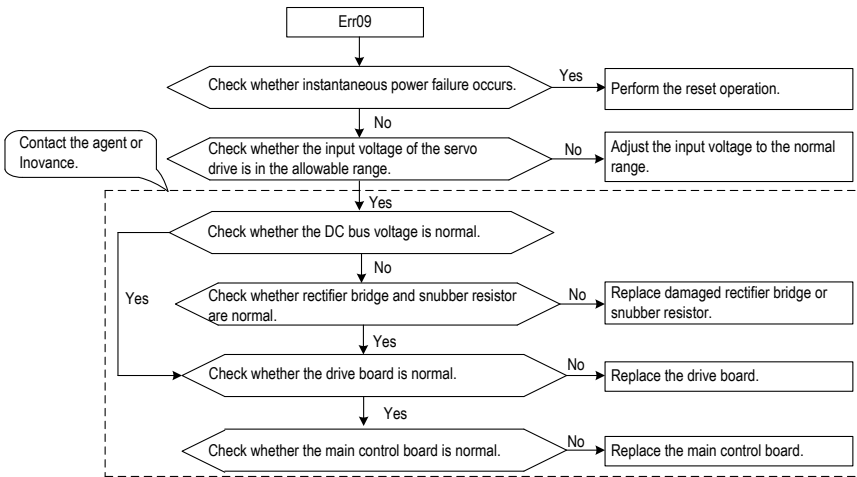 Err09
Check whether instantaneous power failure occurs.
Yes
Perform the reset operation.
No
Contact the agent or
Inovance.
Check whether the input voltage of the servo
drive is in the allowable range.
No
Adjust the input voltage to the normal
range.
Yes
Check whether the DC bus voltage is normal.
No
Yes
Check whether rectifier bridge and snubber resistor
are normal.
No
Replace damaged rectifier bridge or
snubber resistor.
Yes
Check whether the drive board is normal.
No
Replace the drive board.
Yes
Check whether the main control board is normal.
No
Replace the main control board.